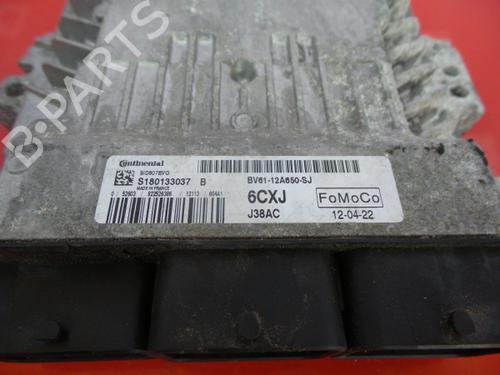 B-PARTS
Continental
SID807EVO
S180133037 B
MADE IN FRANCE
BV61-12A650-SJ
6CXJ
FoMoCo
J38AC
12-04-22